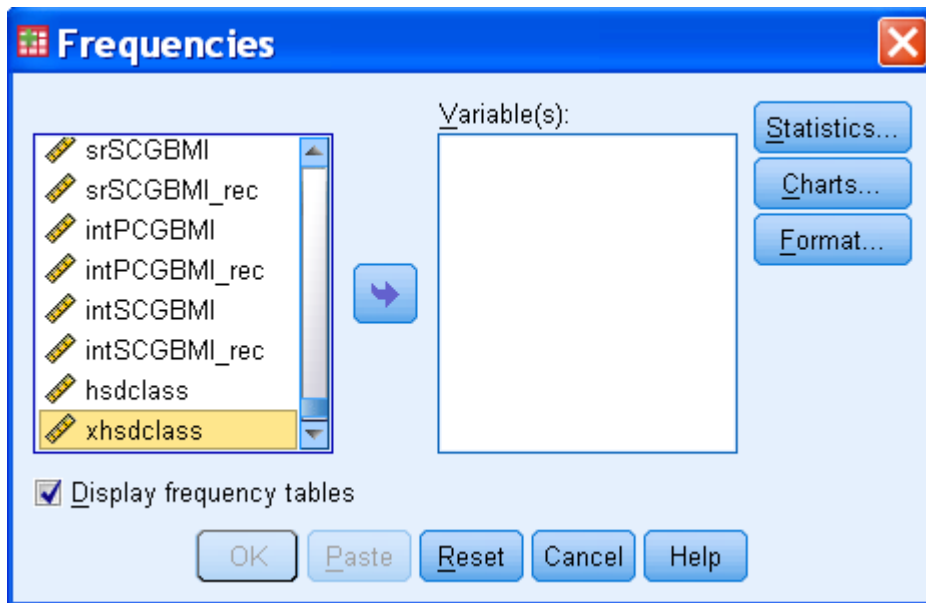 Frequencies
Variable(s):
srSCGBMI
srSCGBMI_rec
intPCGBMI
intPCGBMI_rec
intSCGBMI
intSCGBMI_rec
hsdclass
xhsdclass
Statistics...
Charts...
Format...
Display frequency tables
OK
Paste
Reset
Cancel
Help